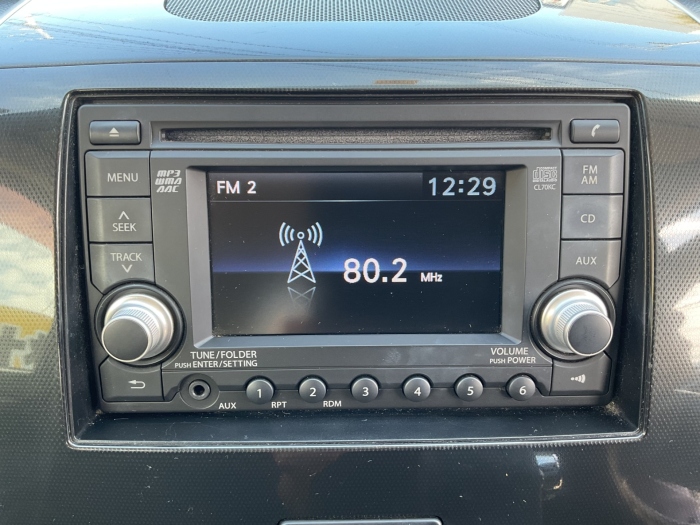 MENU
MP3
WMA
AAC
FM 2
12:29
CL70KC
FM
AM
SEEK
CD
TRACK
AUX
80.2 MHz
TUNE/FOLDER
PUSH ENTER/SETTING
VOLUME
PUSH POWER
AUX
1
RPT
2
RDM
3
4
5
6